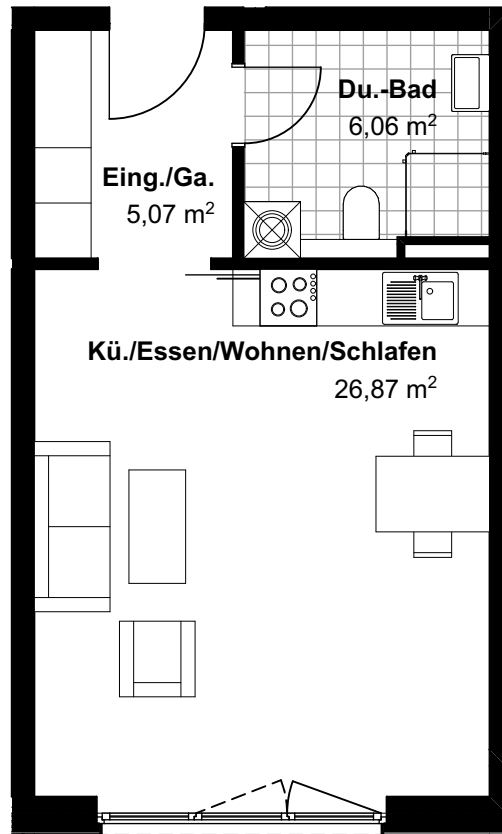 Du.-Bad
6,06 m²
Eing./Ga.
5,07 m²
Kü./Essen/Wohnen/Schlafen
26,87 m²